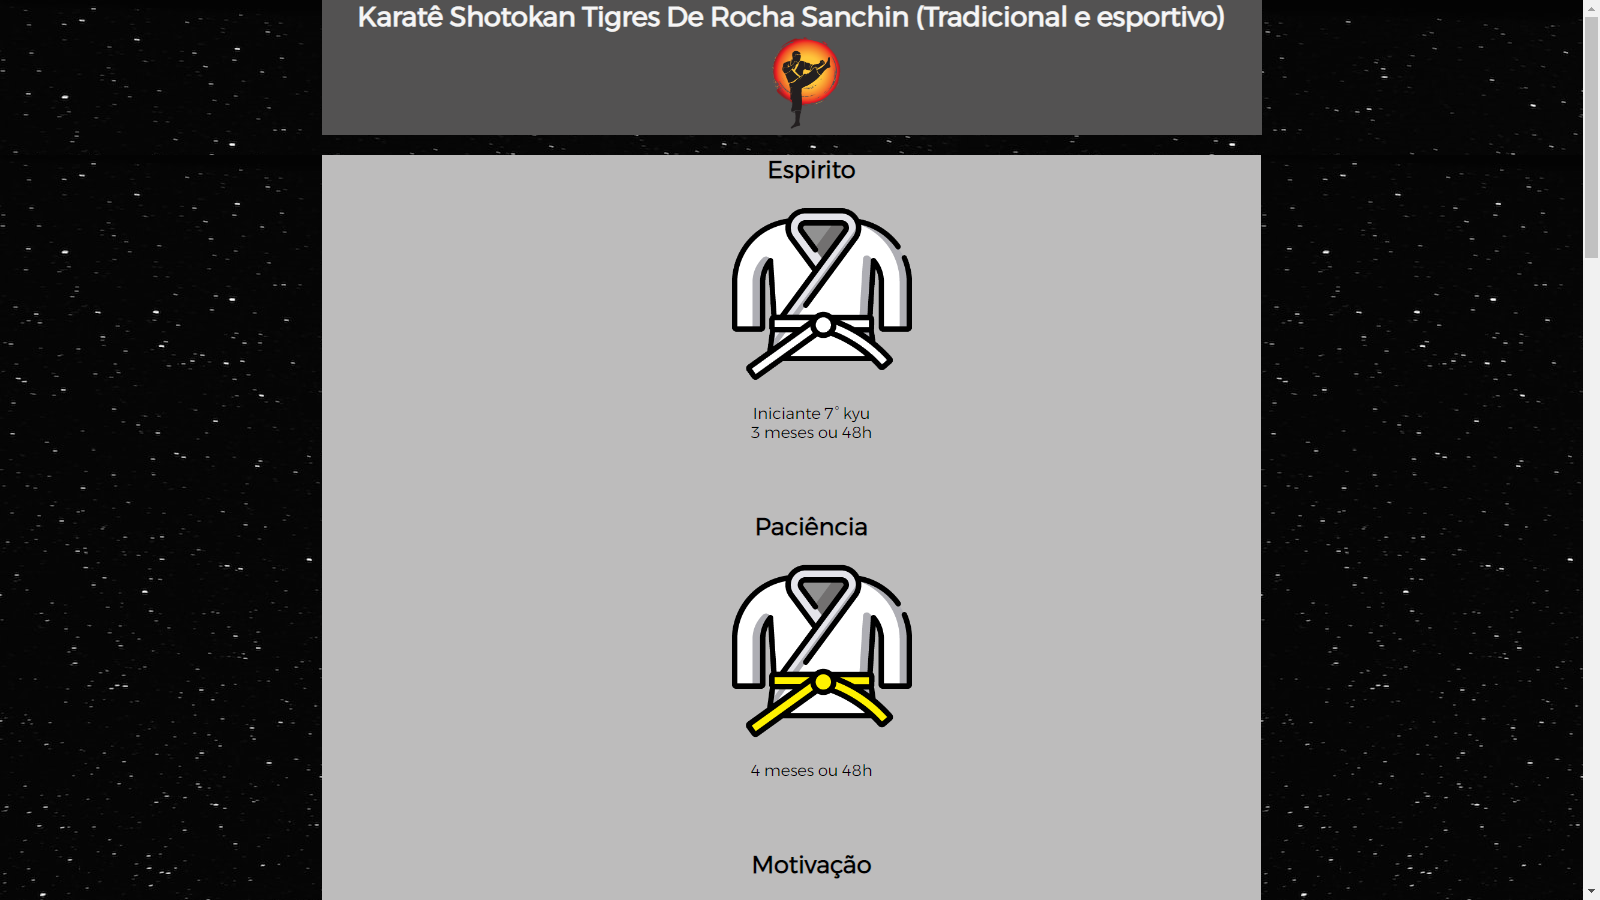 Karatê Shotokan Tigres De Rocha Sanchin (Tradicional e esportivo)
Espirito
Iniciante 7° kyu
3 meses ou 48h
Paciência
4 meses ou 48h
Motivação